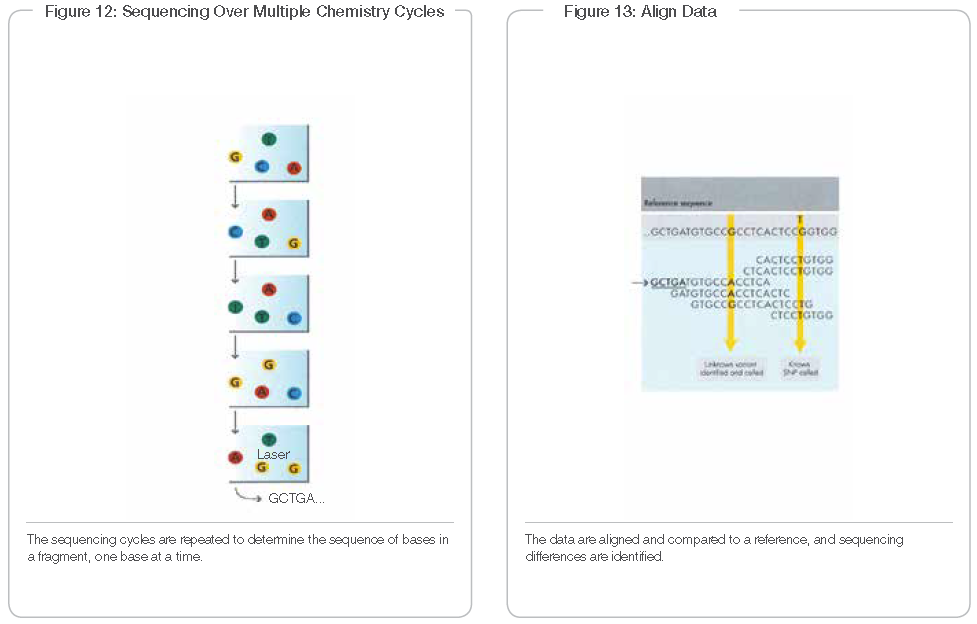 Figure 12: Sequencing Over Multiple Chemistry Cycles
T
G
C
A
A
C
T
G
A
T
T
C
G
G
A
C
T
A
Laser
G
G
GCTGA...
The sequencing cycles are repeated to determine the sequence of bases in
a fragment, one base at a time.
Figure 13: Align Data
Reference sequence
T
...GCTGATGTGCCGCCTCACTCCGGTGG
CACTCCTGTGG
CTCACTCCTGTGG
GCTGATGTGCCACCTCA
GATGTGCCACCTCACTC
GTGCCGCCTCACTCCTG
CTCCTGTGG
Unknown variant
identified and called
Known
SNP called
The data are aligned and compared to a reference, and sequencing
differences are identified.